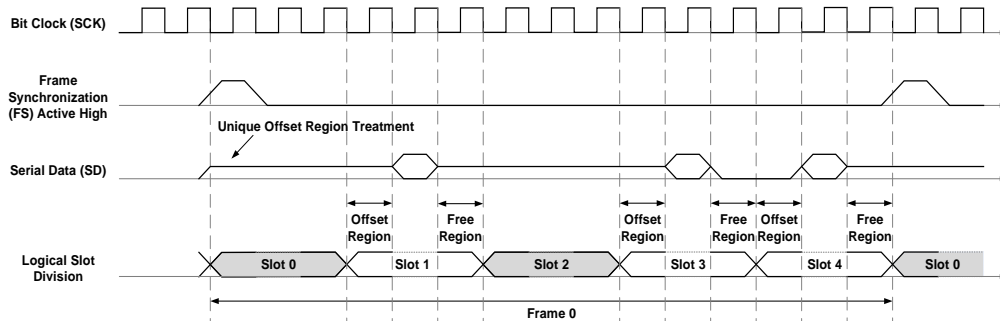 Bit Clock (SCK)
Frame
Synchronization
(FS) Active High
Unique Offset Region Treatment
Serial Data (SD)
Offset
Region
Free
Region
Offset
Region
Free
Region
Offset
Region
Free
Region
Logical Slot
Division
Slot 0
Slot 1
Slot 2
Slot 3
Slot 4
Slot 0
Frame 0